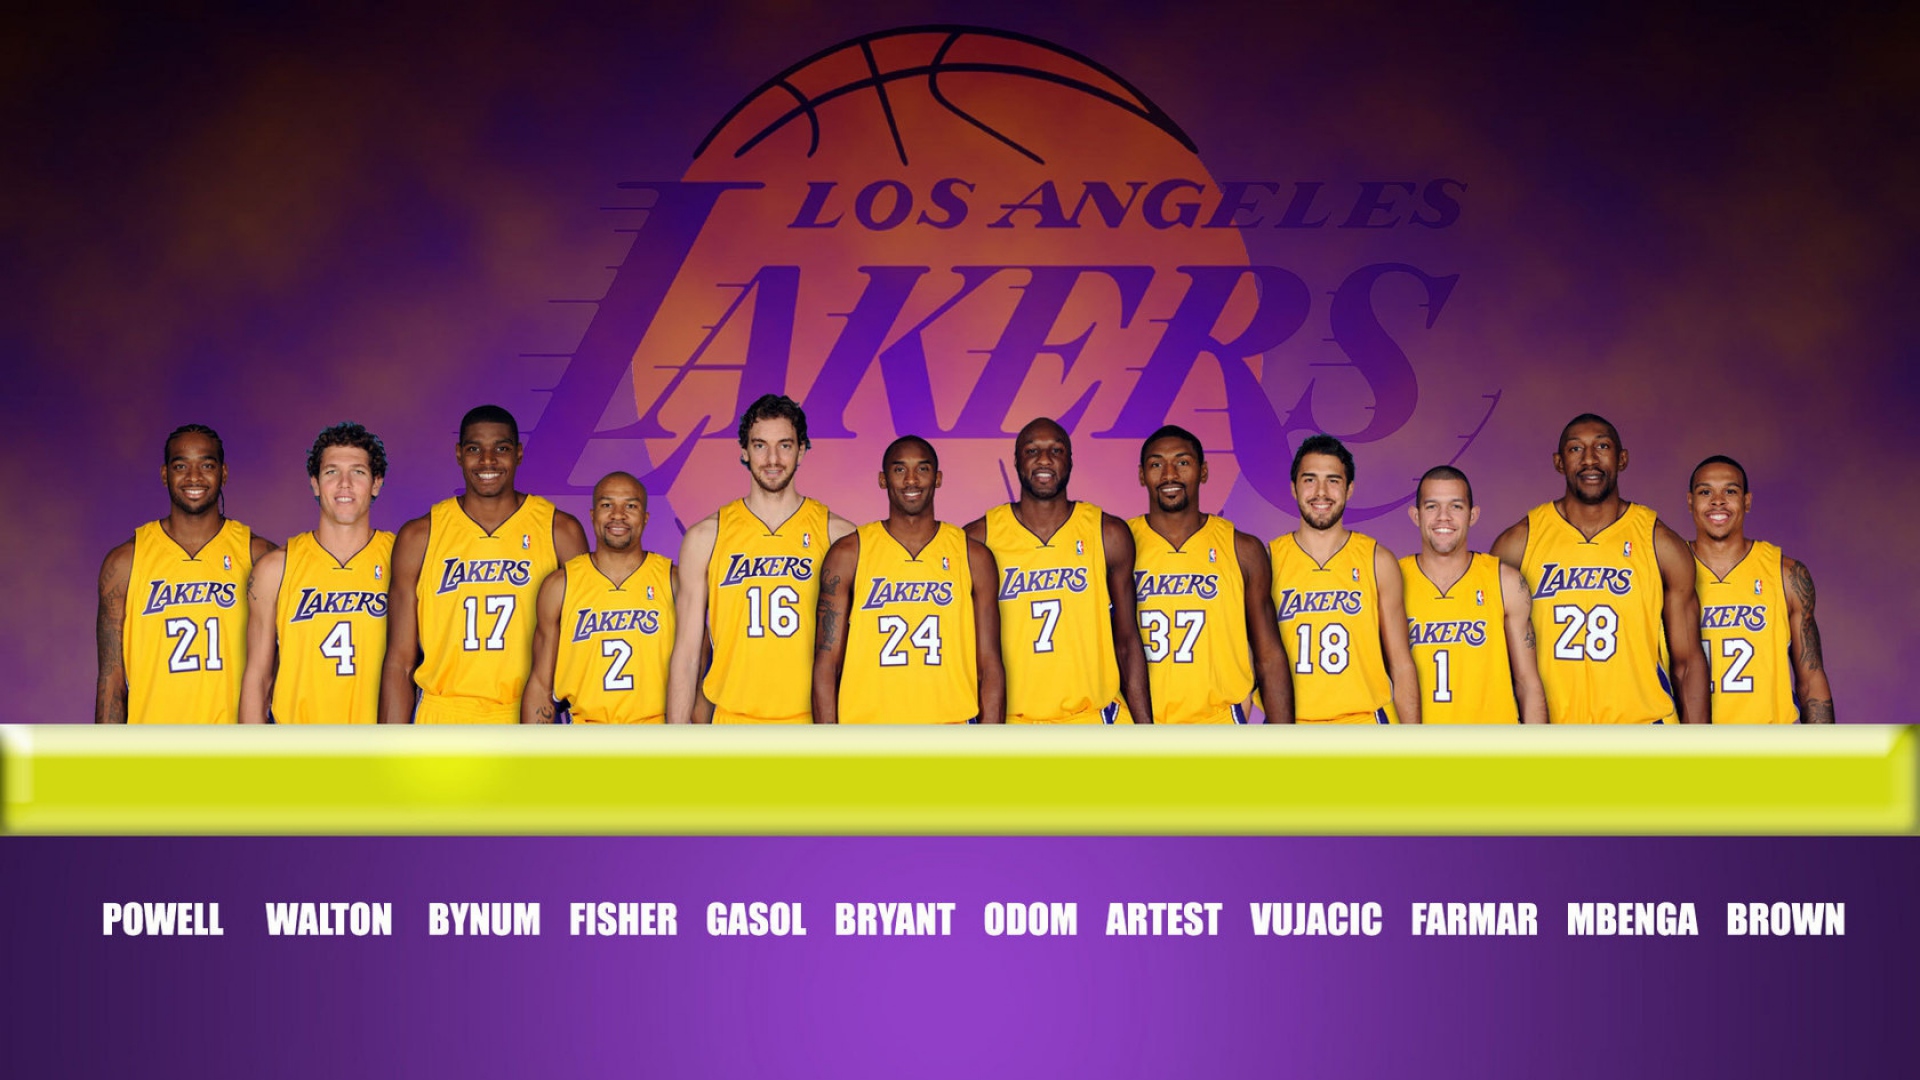 LOS ANGELES
LAKERS
LAKERS 21
LAKERS 4
LAKERS 17
LAKERS 2
LAKERS 16
LAKERS 24
LAKERS 7
LAKERS 37
LAKERS 18
AKERS 1
LAKERS 28
KERS 12
POWELL WALTON BYNUM FISHER GASOL BRYANT ODOM ARTEST VUJACIC FARMAR MBENGA BROWN